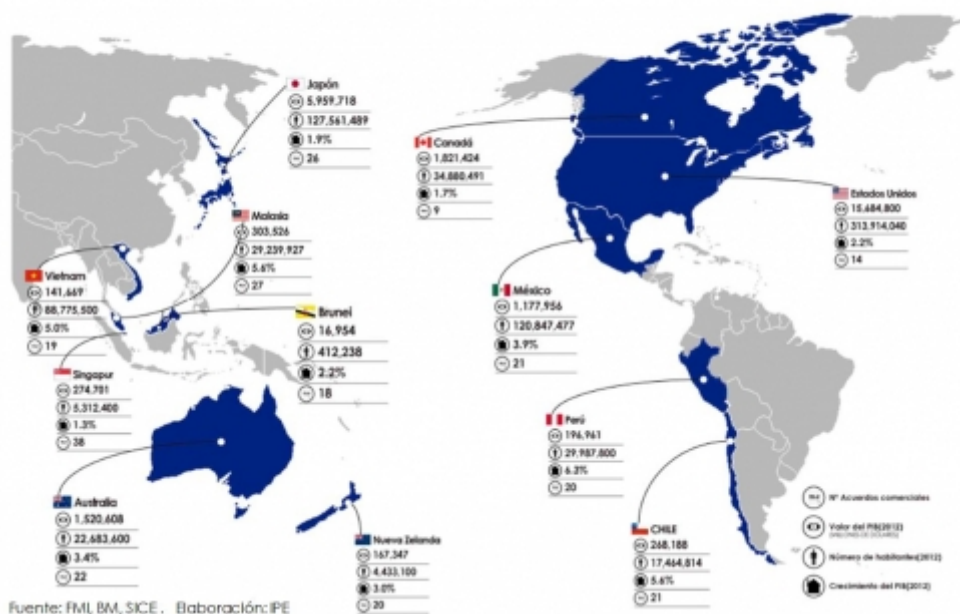 Japón
5,959,718
127,561,489
1.9%
26
Malasia
303,526
29,239,927
5.6%
27
Vietnam
141,669
88,775,500
5.0%
19
Brunei
16,954
412,238
2.2%
18
Singapur
274,701
5,312,400
1.3%
38
Australia
1,520,608
22,683,600
3.4%
22
Nueva Zelanda
167,347
4,433,100
3.0%
20
Canadá
1,821,424
34,880,491
1.7%
9
Estados Unidos
15,684,800
313,914,040
2.2%
14
México
1,177,956
120,847,477
3.9%
21
Perú
196,961
29,987,800
6.2%
20
CHILE
268,188
17,464,814
5.6%
21
Nº Acuerdos comerciales
Valor del PIB(2012)
(MILLONES DE DÓLARES)
Número de habitantes(2012)
Crecimiento del PIB(2012)
Fuente: FMI, BM, SICE . Elaboración: IPE